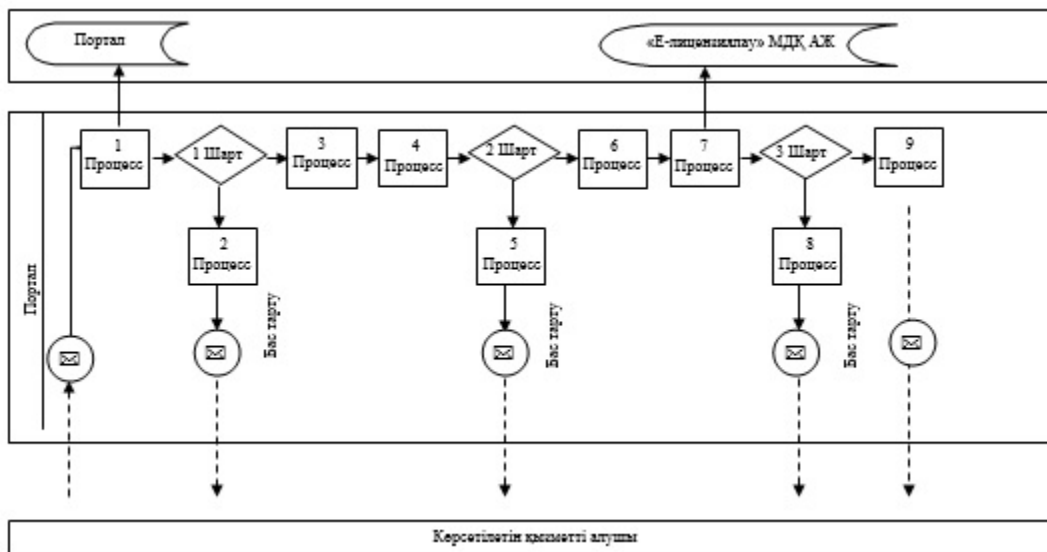 Портал
«Е-лицензиялау» МДҚ АЖ
1
Процесс
1 Шарт
3
Процесс
4
Процесс
2 Шарт
6
Процесс
7
Процесс
3 Шарт
9
Процесс
2
Процесс
5
Процесс
8
Процесс
Портал
Бас тарту
Бас тарту
Бас тарту
Көрсетілетін қызметті алушы